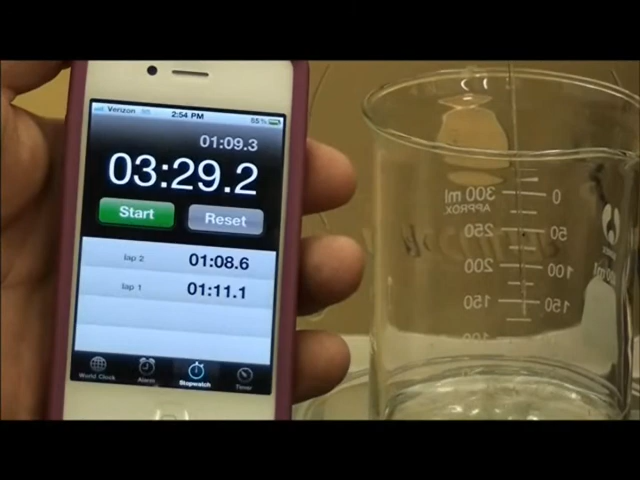 Verizon 2:54 PM 55%
01:09.3
03:29.2
Start Reset
lap 2 01:08.6
lap 1 01:11.1
World Clock Alarm Stopwatch Timer
300 ml 0
APPROX
250 50
200 100
150 150